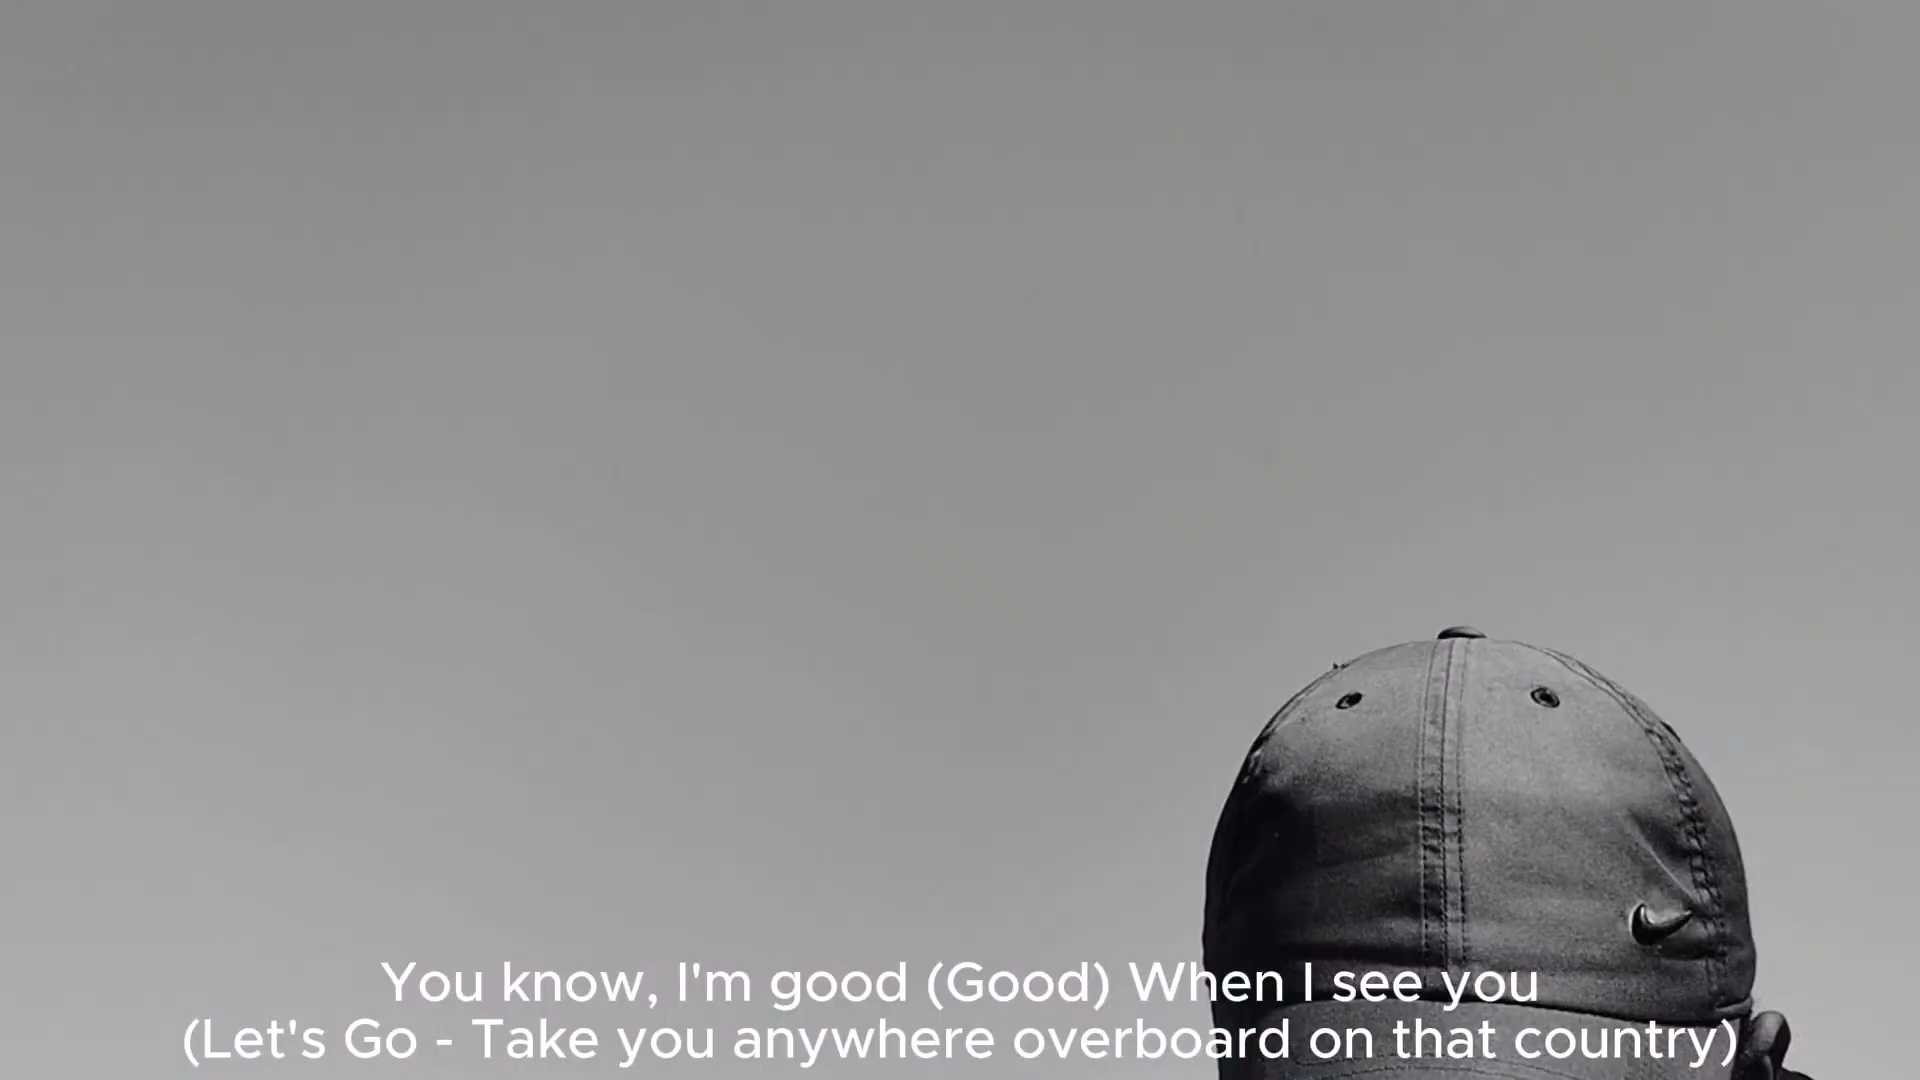 You know, I'm good (Good) When I see you
(Let's Go - Take you anywhere overboard on that country)